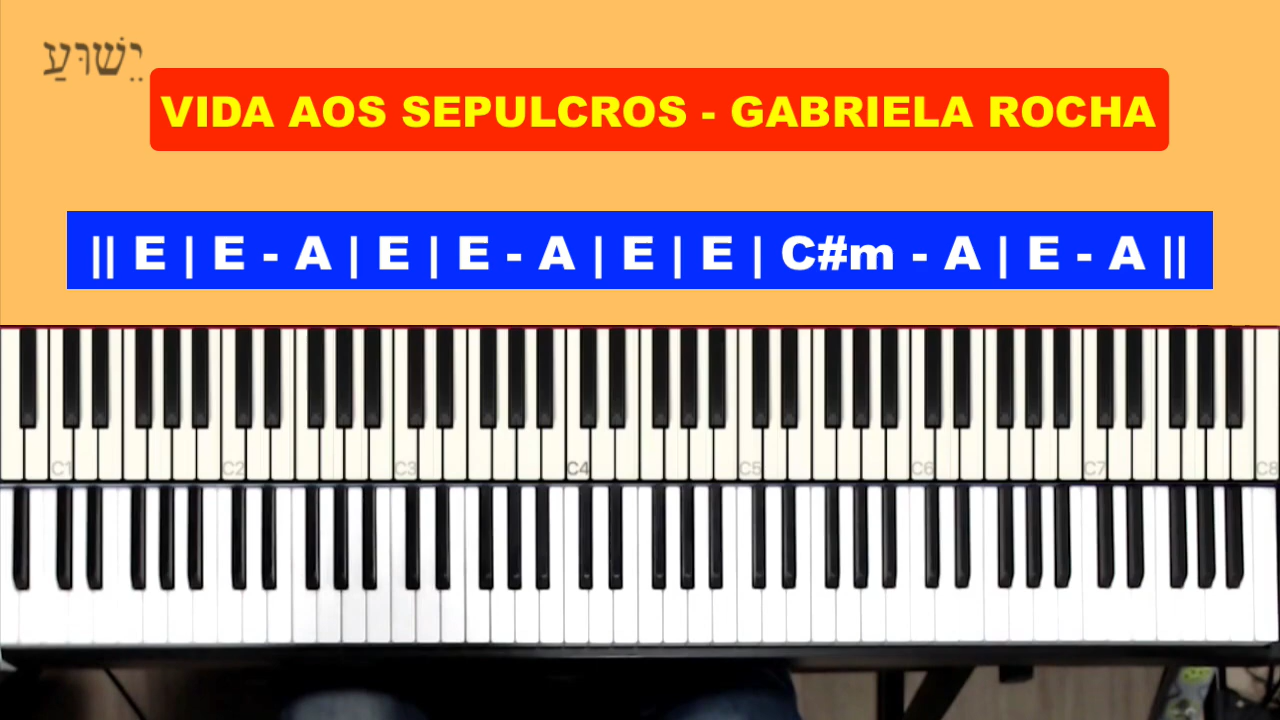 יֵשׁוּעַ
VIDA AOS SEPULCROS - GABRIELA ROCHA
|| E | E - A | E | E - A | E | E | C#m - A | E - A ||
C1 C2 C3 C4 C5 C6 C7 C8